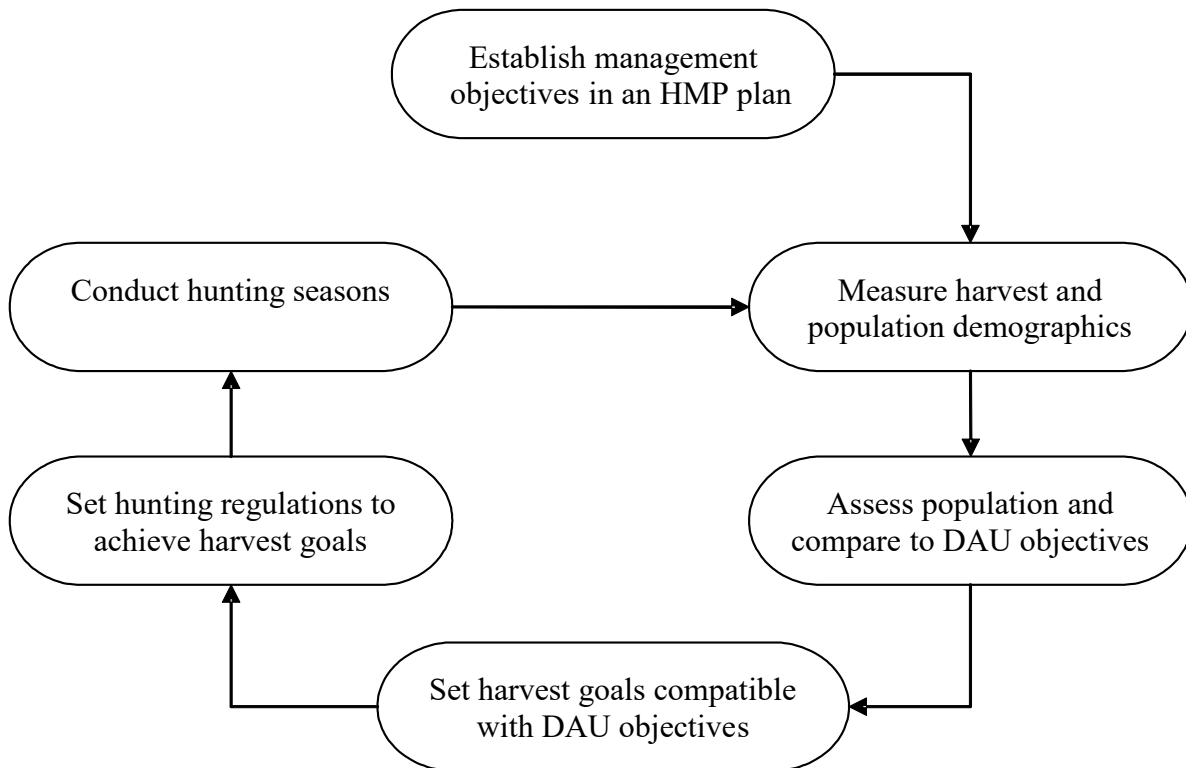 Establish management
objectives in an HMP plan
Conduct hunting seasons
Measure harvest and
population demographics
Set hunting regulations to
achieve harvest goals
Assess population and
compare to DAU objectives
Set harvest goals compatible
with DAU objectives